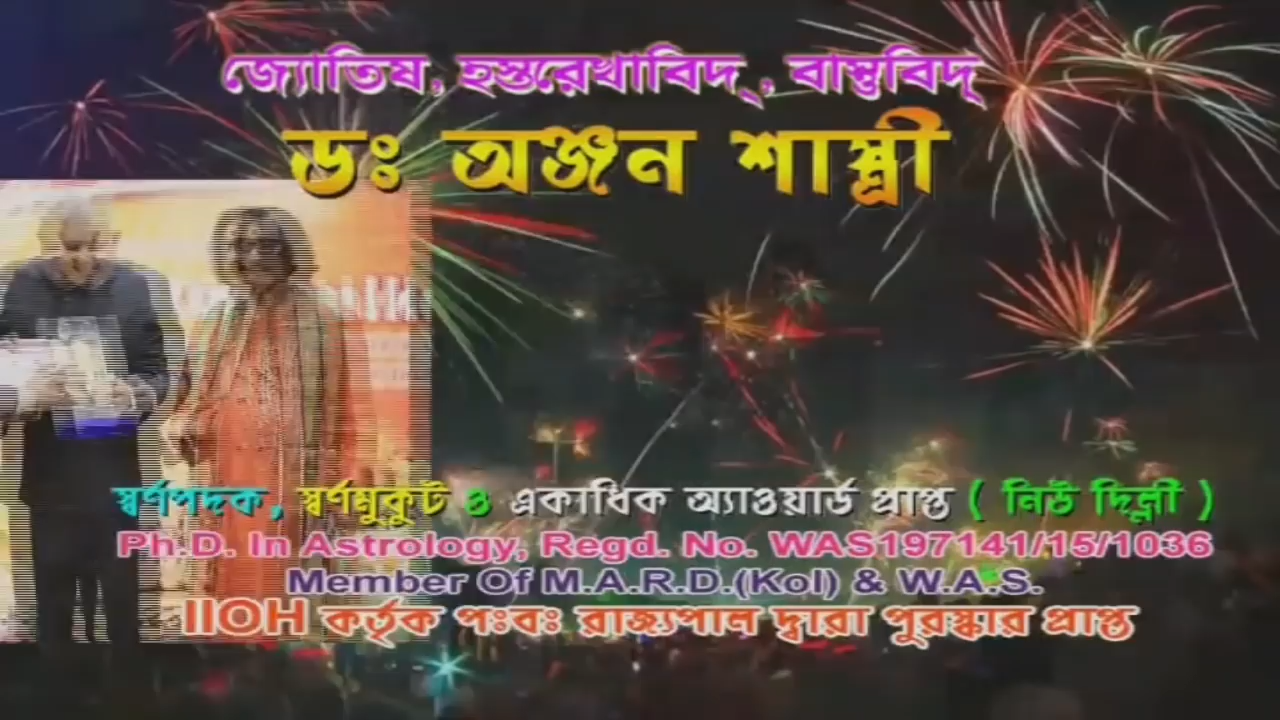 জ্যোতিষ, হস্তরেখাবিদ্, বাস্তুবিদ্
ডঃ অঞ্জন শাস্ত্রী
স্বর্ণপদক, স্বর্ণমুকুট ও একাধিক অ্যাওয়ার্ড প্রাপ্ত ( নিউ দিল্লী )
Ph.D. In Astrology, Regd. No. WAS197141/15/1036
Member Of M.A.R.D.(Kol) & W.A.S.
IIOH কর্তৃক পঃবঃ রাজ্যপাল দ্বারা পুরস্কার প্রাপ্ত